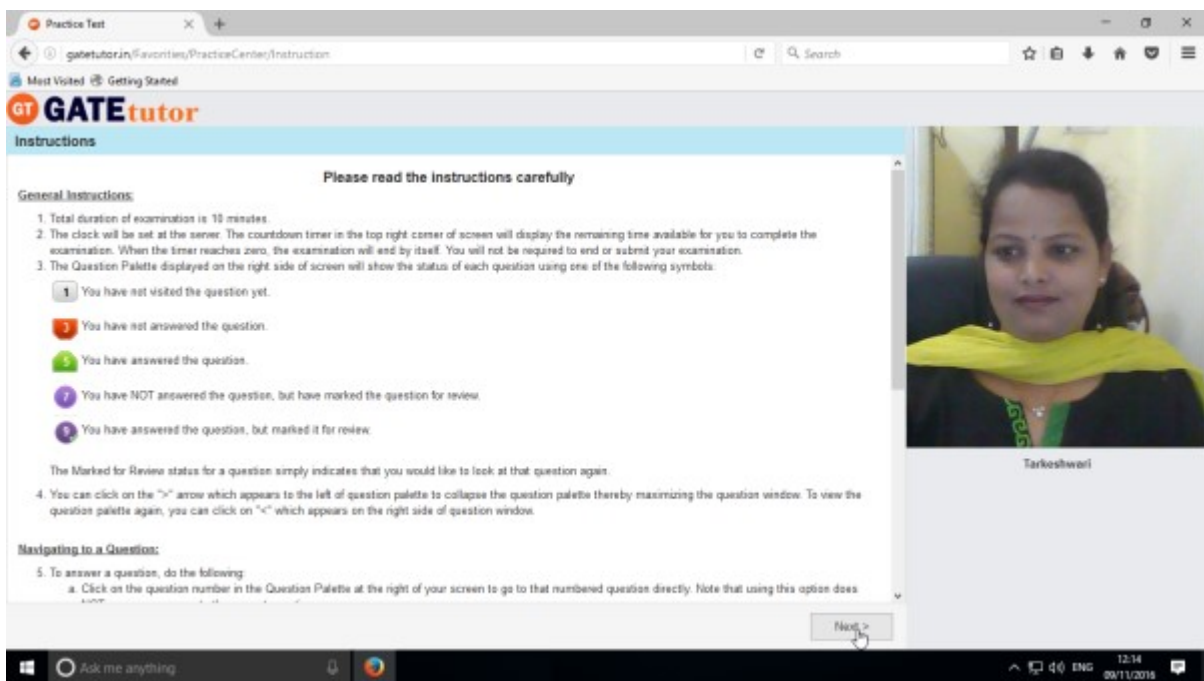 Practice Test
gatetutor.in/Favorities/PracticeCenter/Instruction
Search
Most Visited Getting Started
GT GATEtutor
Instructions
Please read the instructions carefully
General Instructions:
1. Total duration of examination is 10 minutes.
2. The clock will be set at the server. The countdown timer in the top right corner of screen will display the remaining time available for you to complete the
examination. When the timer reaches zero, the examination will end by itself. You will not be required to end or submit your examination.
3. The Question Palette displayed on the right side of screen will show the status of each question using one of the following symbols:
1 You have not visited the question yet.
3 You have not answered the question.
5 You have answered the question.
7 You have NOT answered the question, but have marked the question for review.
9 You have answered the question, but marked it for review.
The Marked for Review status for a question simply indicates that you would like to look at that question again.
4. You can click on the ">" arrow which appears to the left of question palette to collapse the question palette thereby maximizing the question window. To view the
question palette again, you can click on "<" which appears on the right side of question window.
Navigating to a Question:
5. To answer a question, do the following:
a. Click on the question number in the Question Palette at the right of your screen to go to that numbered question directly. Note that using this option does
Next >
Tarkeshwari
Ask me anything
ENG
12:14
09/11/2016